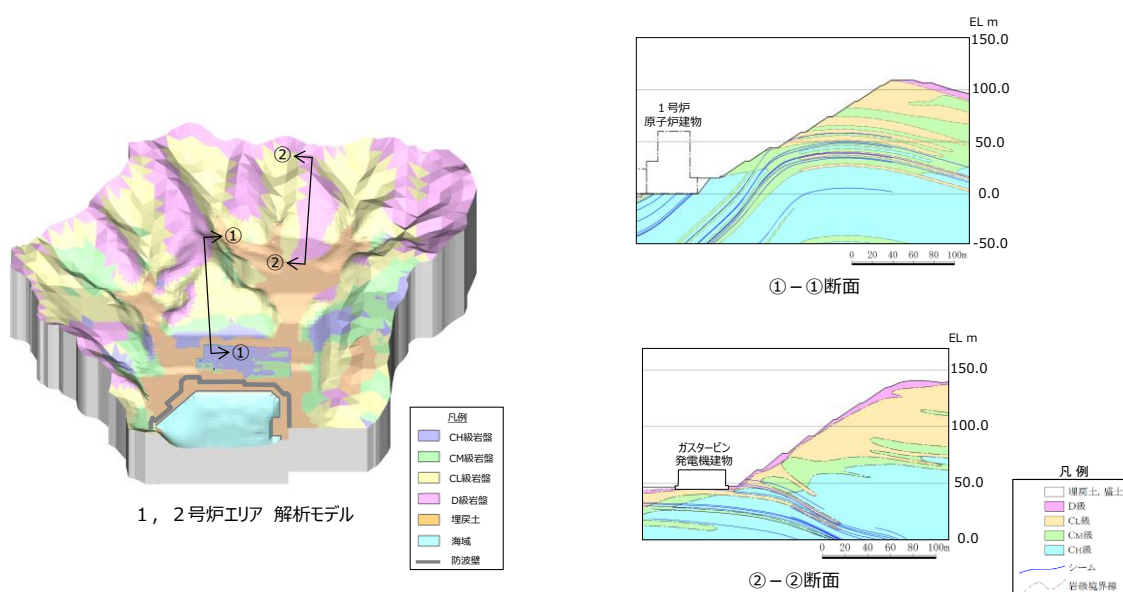 ②
①
②
①
1，2号炉エリア 解析モデル
凡例
CH級岩盤
CM級岩盤
CL級岩盤
D級岩盤
埋戻土
海域
防波壁
EL m
150.0
100.0
50.0
0.0
-50.0
1号炉
原子炉建物
0 20 40 60 80 100m
①－①断面
EL m
150.0
100.0
50.0
0.0
ガスタービン
発電機建物
0 20 40 60 80 100m
②－②断面
凡 例
埋戻土, 盛土
D級
CL級
CM級
CH級
シーム
岩級境界線